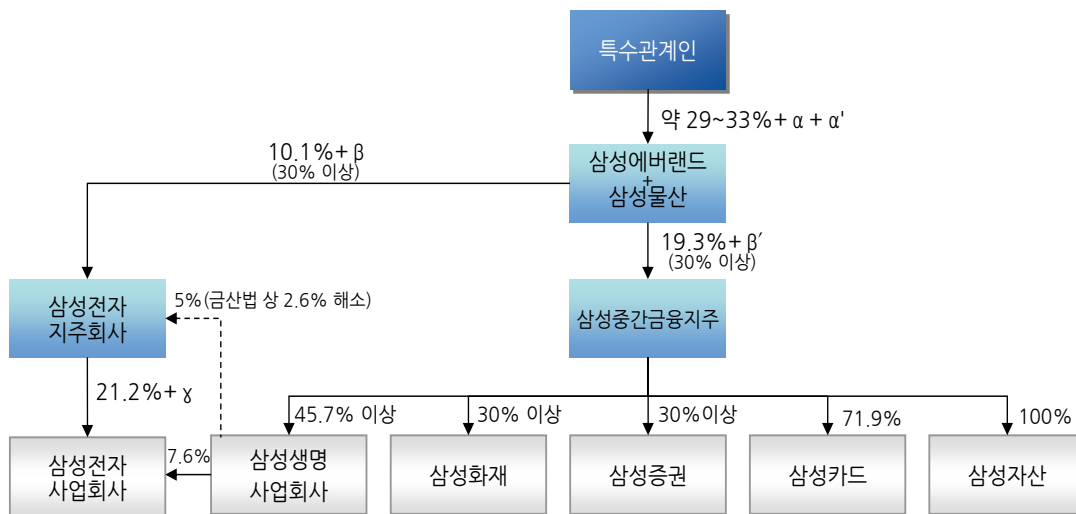 특수관계인
약 29~33%+ α + α'
10.1%+ β
(30% 이상)
삼성에버랜드
+
삼성물산
19.3%+ β′
(30% 이상)
삼성전자
지주회사
5%(금산법 상 2.6% 해소)
삼성중간금융지주
21.2%+ ɣ
45.7% 이상
30% 이상
30%이상
71.9%
100%
삼성전자
사업회사
7.6%
삼성생명
사업회사
삼성화재
삼성증권
삼성카드
삼성자산